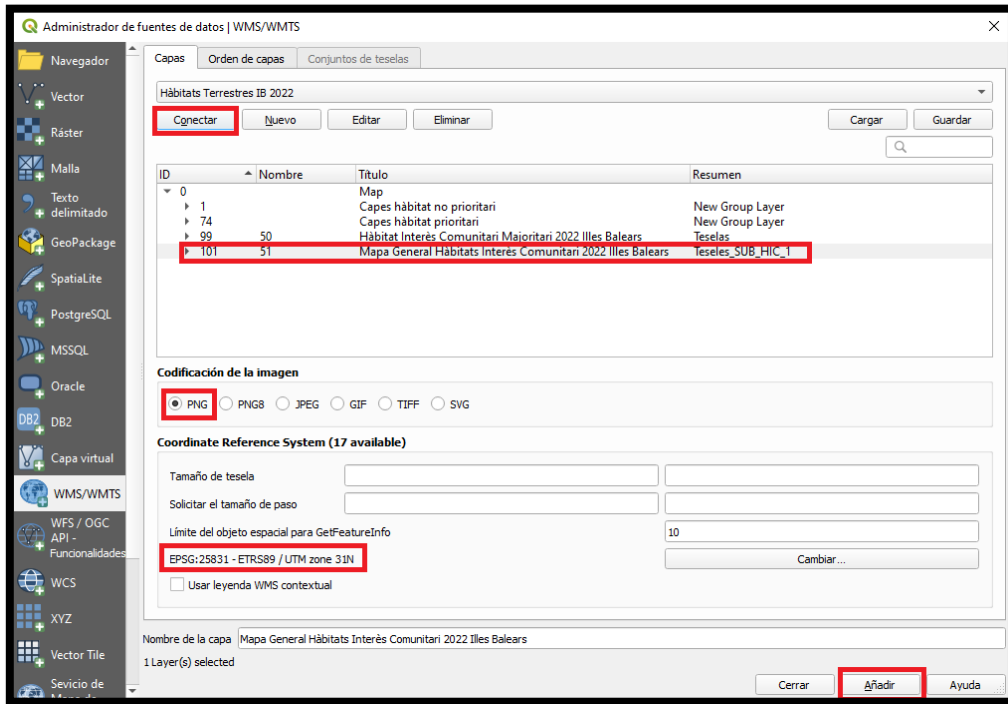 Administrador de fuentes de datos | WMS/WMTS
Navegador
Vector
Ráster
Malla
Texto
delimitado
GeoPackage
SpatiaLite
PostgreSQL
MSSQL
Oracle
DB2 DB2
Capa virtual
WMS/WMTS
WFS / OGC
API -
Funcionalidades
WCS
XYZ
Vector Tile
Sevicio de
Capas Orden de capas Conjuntos de teselas
Hàbitats Terrestres IB 2022
Conectar Nuevo Editar Eliminar Cargar Guardar
ID Nombre Título Resumen
0 Map
1 Capes hàbitat no prioritari New Group Layer
74 Capes hàbitat prioritari New Group Layer
99 50 Hàbitat Interès Comunitari Majoritari 2022 Illes Balears Teselas
101 51 Mapa General Hàbitats Interès Comunitari 2022 Illes Balears Teseles_SUB_HIC_1
Codificación de la imagen
PNG PNG8 JPEG GIF TIFF SVG
Coordinate Reference System (17 available)
Tamaño de tesela
Solicitar el tamaño de paso
Límite del objeto espacial para GetFeatureInfo 10
EPSG:25831 - ETRS89 / UTM zone 31N Cambiar...
Usar leyenda WMS contextual
Nombre de la capa Mapa General Hàbitats Interès Comunitari 2022 Illes Balears
1 Layer(s) selected
Cerrar Añadir Ayuda